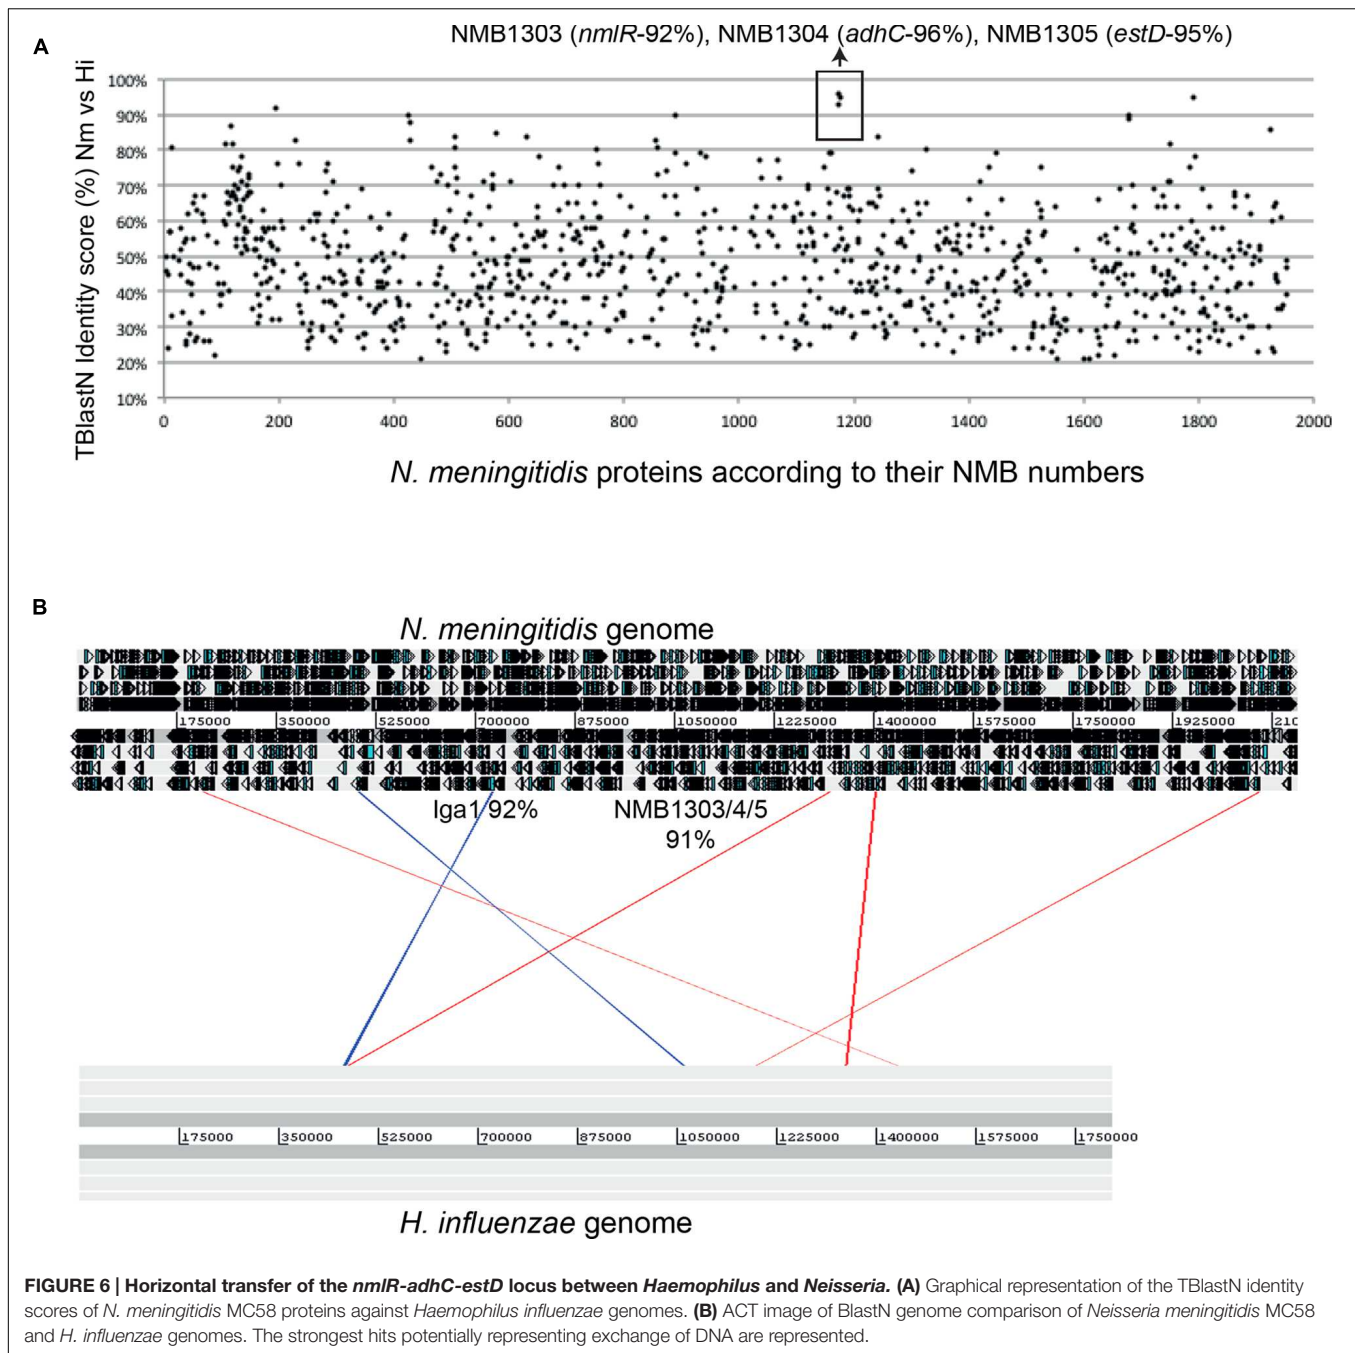 A
NMB1303 (nmlR-92%), NMB1304 (adhC-96%), NMB1305 (estD-95%)
TBlastN Identity score (%) Nm vs Hi
100%
90%
80%
70%
60%
50%
40%
30%
20%
10%
0 200 400 600 800 1000 1200 1400 1600 1800 2000
N. meningitidis proteins according to their NMB numbers
B
N. meningitidis genome
175000 350000 525000 700000 875000 1050000 1225000 1400000 1575000 1750000 1925000 210
Iga1 92% NMB1303/4/5
91%
175000 350000 525000 700000 875000 1050000 1225000 1400000 1575000 1750000
H. influenzae genome
FIGURE 6 | Horizontal transfer of the nmlR-adhC-estD locus between Haemophilus and Neisseria. (A) Graphical representation of the TBlastN identity
scores of N. meningitidis MC58 proteins against Haemophilus influenzae genomes. (B) ACT image of BlastN genome comparison of Neisseria meningitidis MC58
and H. influenzae genomes. The strongest hits potentially representing exchange of DNA are represented.